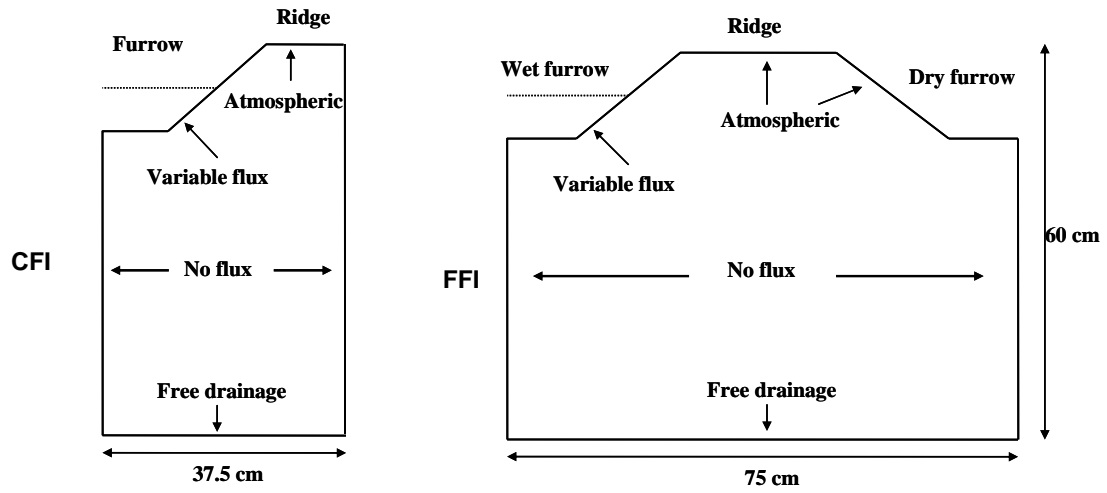 Ridge
Furrow
Atmospheric
Variable flux
CFI
No flux
Free drainage
37.5 cm
Ridge
Wet furrow
Dry furrow
Atmospheric
Variable flux
60 cm
FFI
No flux
Free drainage
75 cm